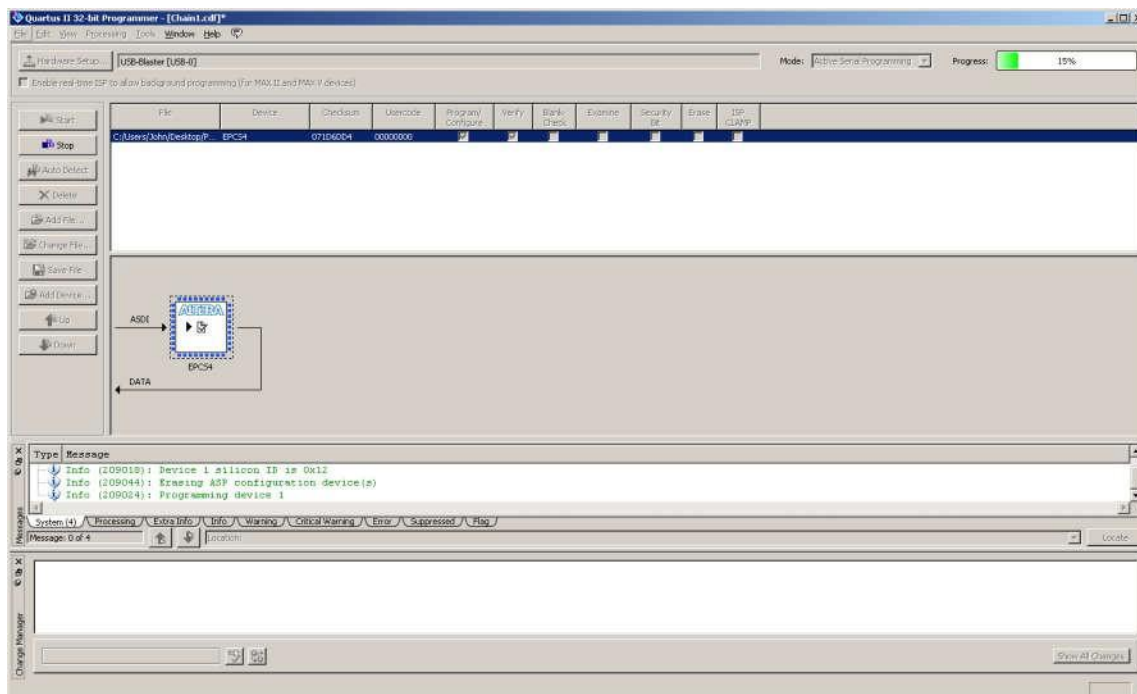 Quartus II 32-bit Programmer - [Chain1.cdf]*
File Edit View Processing Tools Window Help
Hardware Setup... USB-Blaster [USB-0] Mode: Active Serial Programming Progress: 15%
Enable real-time ISP to allow background programming (for MAX II and MAX V devices)
File Device Checksum Usercode Program/ Configure Verify Blank- Check Examine Security Bit Erase ISP CLAMP
C:/Users/John/Desktop/P... EPCS4 071D6DD4 00000000
Start
Stop
Auto Detect
Delete
Add File...
Change File...
Save File
Add Device...
Up
Down
ASDI
ALTERA
EPCS4
DATA
Type Message
Info (209018): Device 1 silicon ID is 0x12
Info (209044): Erasing ASP configuration device(s)
Info (209024): Programming device 1
System (4) Processing Extra Info Info Warning Critical Warning Error Suppressed Flag
Message: 0 of 4 Location: Locate
Messages
Change Manager
Show All Changes